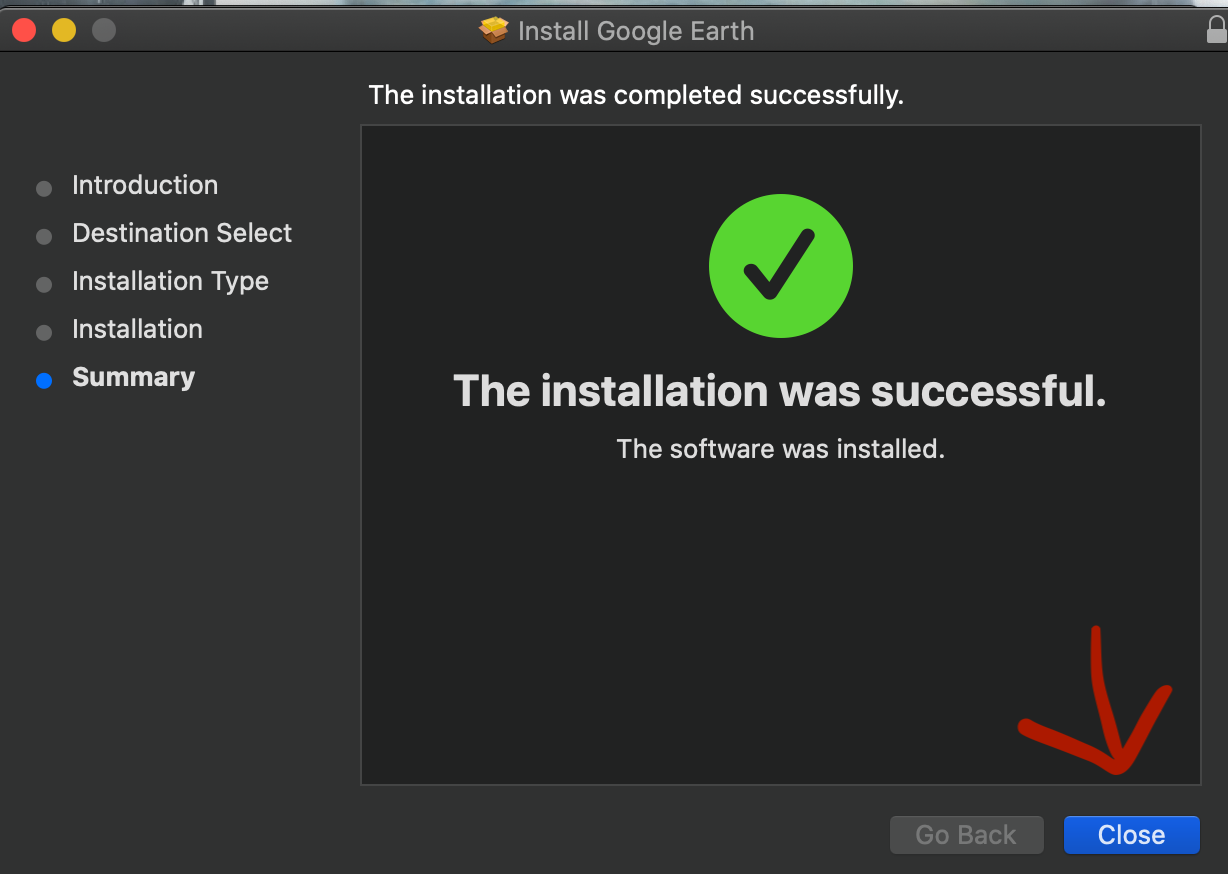 Install Google Earth
The installation was completed successfully.
Introduction
Destination Select
Installation Type
Installation
Summary
The installation was successful.
The software was installed.
Go Back
Close